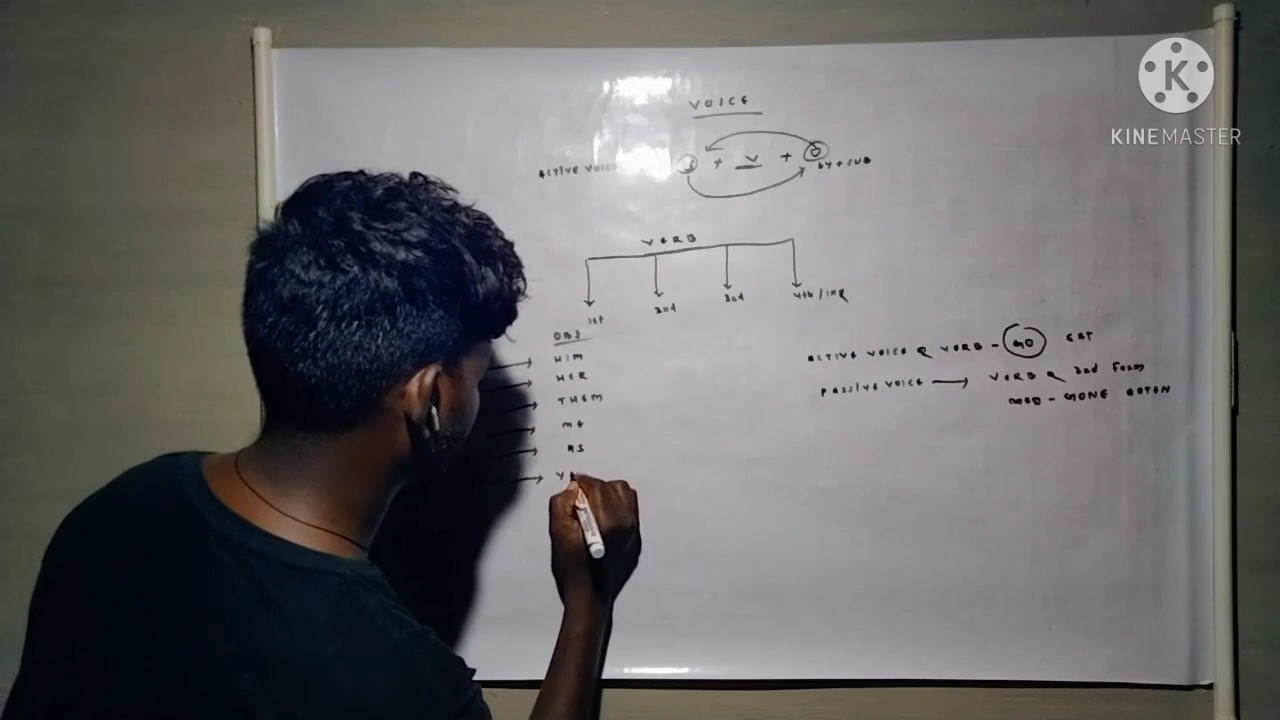 VOICE
ACTIVE VOICE S + V + O
BY + SUB
VERB
1st 2nd 3rd 4th / ING
OBJ
HIM
HER
THEM
ME
US
ACTIVE VOICE & VERB - GO EAT
PASSIVE VOICE → VERB & 3rd FORM
GONE EATEN
K
KINEMASTER